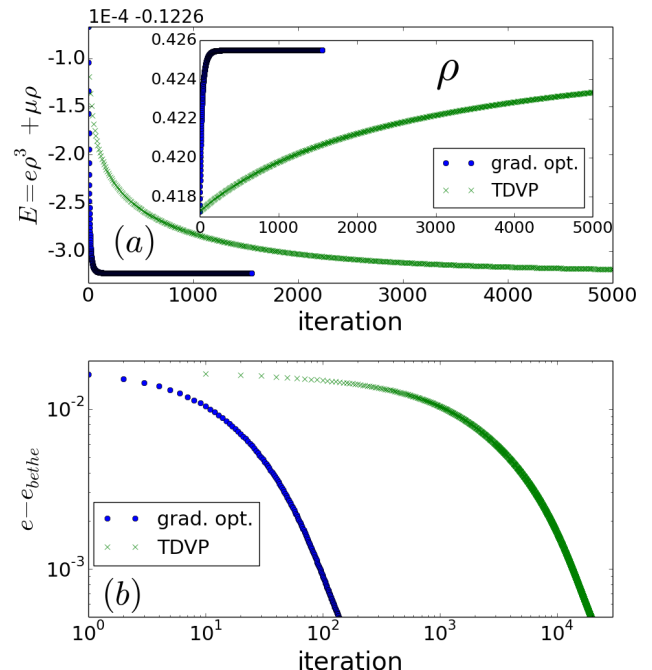 1E-4 -0.1226
-1.0
-1.5
-2.0
-2.5
-3.0
E=eρ³ +μρ
0.426
0.424
0.422
0.420
0.418
ρ
grad. opt.
TDVP
0 1000 2000 3000 4000 5000
(a)
0 1000 2000 3000 4000 5000
iteration
10⁻²
10⁻³
e−e_bethe
grad. opt.
TDVP
(b)
10⁰ 10¹ 10² 10³ 10⁴
iteration